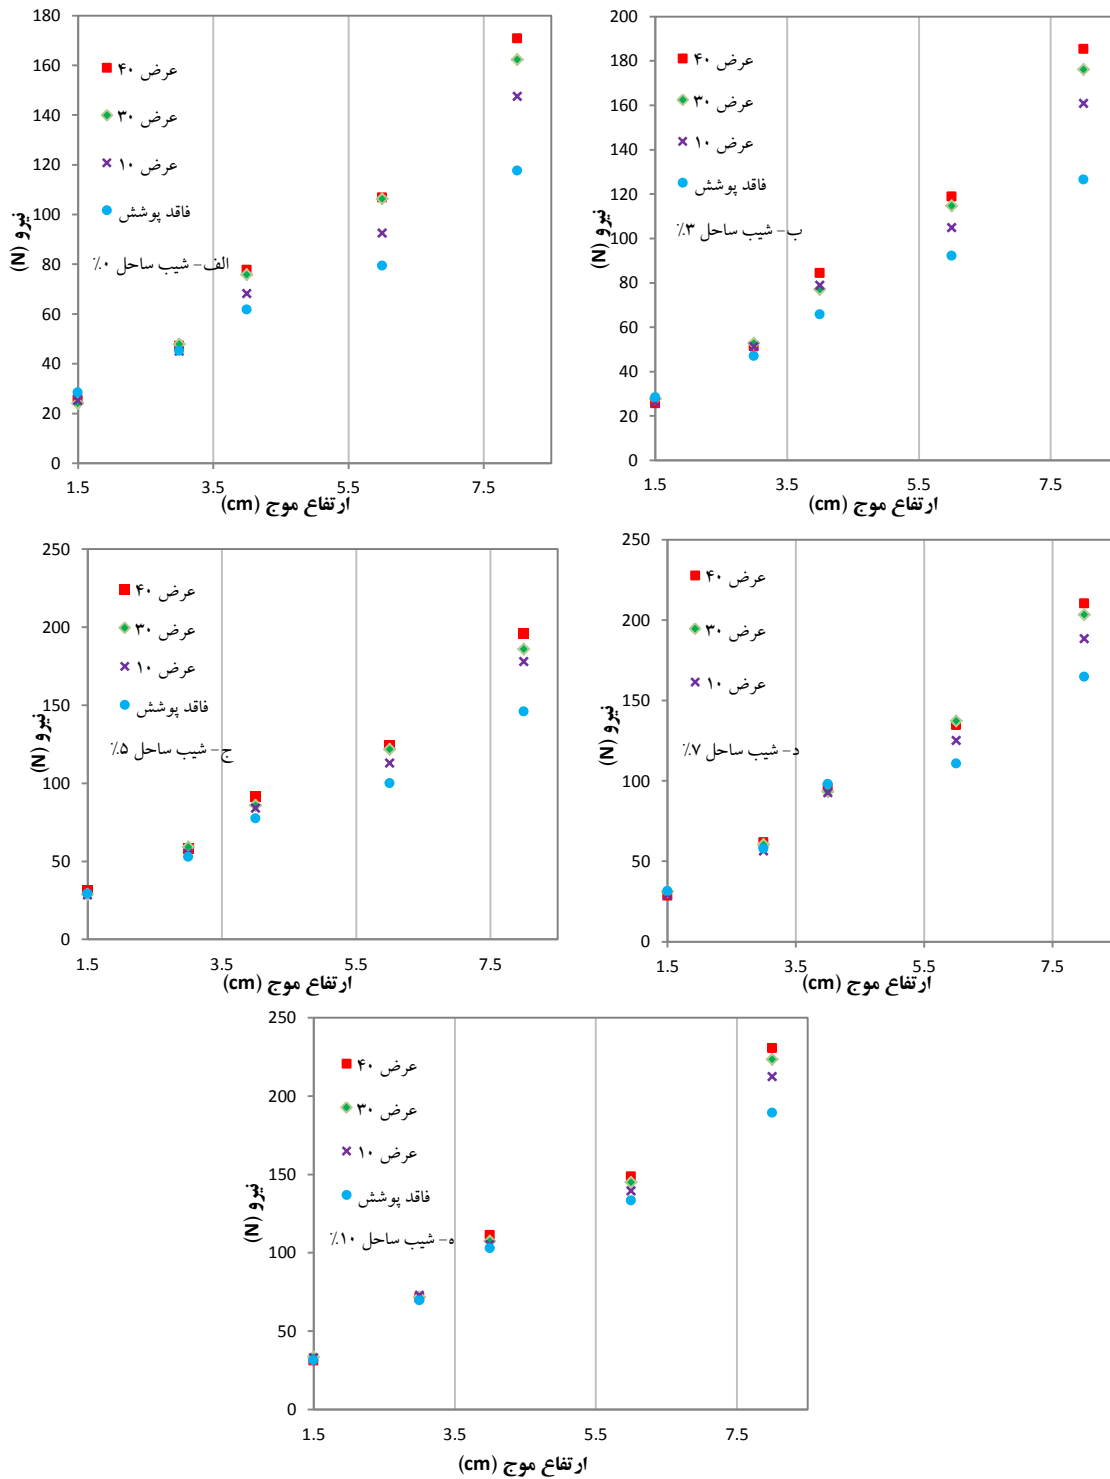 180
160
140
120
100
80
60
40
20
0
نیرو (N)
عرض ۴۰
عرض ۳۰
عرض ۱۰
فاقد پوشش
الف- شیب ساحل ۰٪
1.5 3.5 5.5 7.5
ارتفاع موج (cm)
200
180
160
140
120
100
80
60
40
20
0
نیرو (N)
عرض ۴۰
عرض ۳۰
عرض ۱۰
فاقد پوشش
ب- شیب ساحل ۳٪
1.5 3.5 5.5 7.5
ارتفاع موج (cm)
250
200
150
100
50
0
نیرو (N)
عرض ۴۰
عرض ۳۰
عرض ۱۰
فاقد پوشش
ج- شیب ساحل ۵٪
1.5 3.5 5.5 7.5
ارتفاع موج (cm)
250
200
150
100
50
0
نیرو (N)
عرض ۴۰
عرض ۳۰
عرض ۱۰
د- شیب ساحل ۷٪
1.5 3.5 5.5 7.5
ارتفاع موج (cm)
250
200
150
100
50
0
نیرو (N)
عرض ۴۰
عرض ۳۰
عرض ۱۰
فاقد پوشش
ه- شیب ساحل ۱۰٪
1.5 3.5 5.5 7.5
ارتفاع موج (cm)